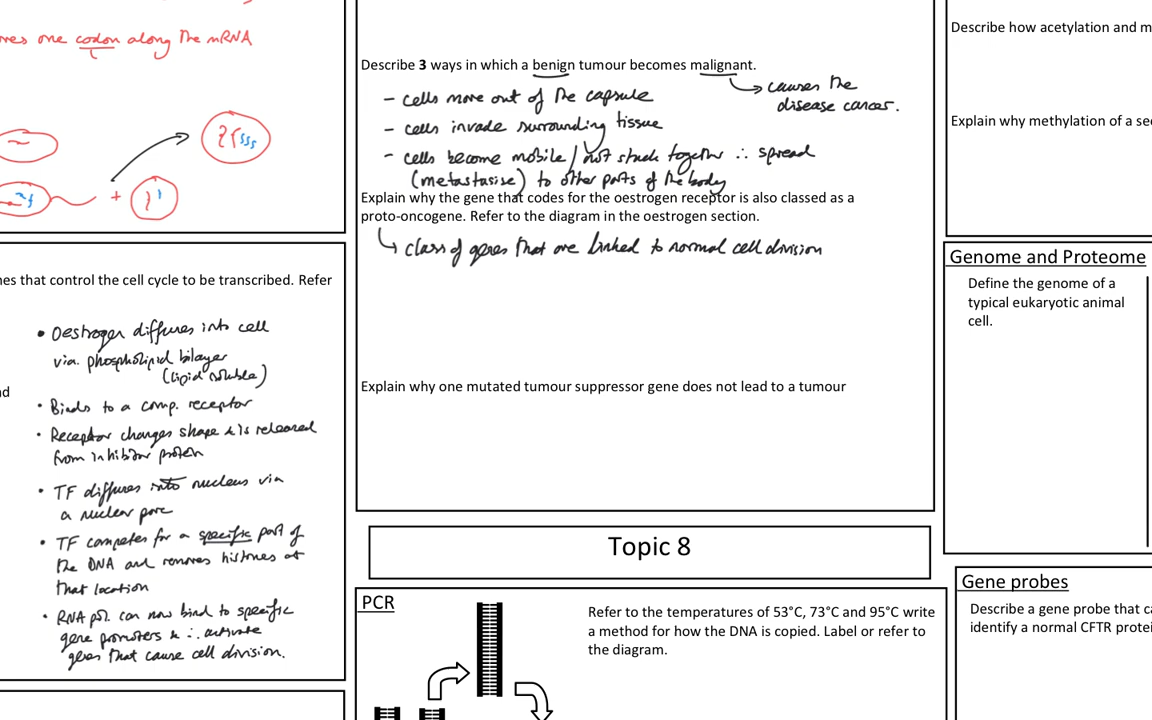 ves one codon along the mRNA
nes that control the cell cycle to be transcribed. Refer
• Oestrogen diffuses into cell
via phospholipid bilayer
(lipid soluble)
nd
• Binds to a comp. receptor
• Receptor changes shape & is released
from inhibitor protein
• TF diffuses into nucleus via
a nuclear pore
• TF competes for a specific part of
the DNA and removes histones at
that location
• RNA pol. can now bind to specific
gene promoters & ∴ activate
genes that cause cell division.
Describe 3 ways in which a benign tumour becomes malignant.
causes the
disease cancer.
- cells move out of the capsule
- cells invade surrounding tissue
- cells become mobile / not stuck together ∴ spread
(metastasise) to other parts of the body
Explain why the gene that codes for the oestrogen receptor is also classed as a
proto-oncogene. Refer to the diagram in the oestrogen section.
class of genes that are linked to normal cell division
Explain why one mutated tumour suppressor gene does not lead to a tumour
Topic 8
PCR
Refer to the temperatures of 53°C, 73°C and 95°C write
a method for how the DNA is copied. Label or refer to
the diagram.
Describe how acetylation and m
Explain why methylation of a se
Genome and Proteome
Define the genome of a
typical eukaryotic animal
cell.
Gene probes
Describe a gene probe that ca
identify a normal CFTR protei